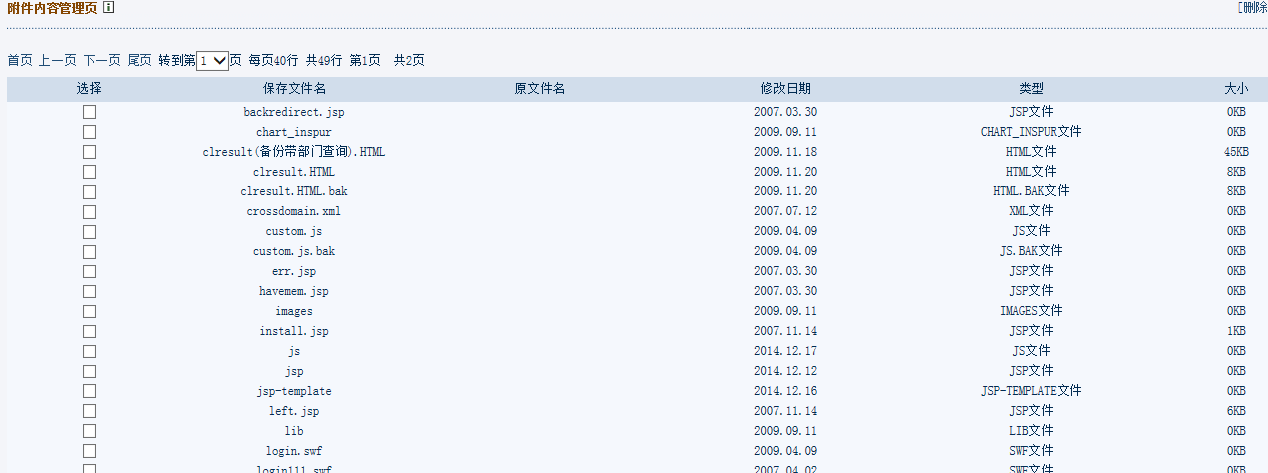 附件内容管理页 [删除
首页 上一页 下一页 尾页 转到第 1 页 每页40行 共49行 第1页 共2页
选择 保存文件名 原文件名 修改日期 类型 大小
backredirect.jsp 2007.03.30 JSP文件 0KB
chart_inspur 2009.09.11 CHART_INSPUR文件 0KB
clresult(备份带部门查询).HTML 2009.11.18 HTML文件 45KB
clresult.HTML 2009.11.20 HTML文件 8KB
clresult.HTML.bak 2009.11.20 HTML.BAK文件 8KB
crossdomain.xml 2007.07.12 XML文件 0KB
custom.js 2009.04.09 JS文件 0KB
custom.js.bak 2009.04.09 JS.BAK文件 0KB
err.jsp 2007.03.30 JSP文件 0KB
havemem.jsp 2007.03.30 JSP文件 0KB
images 2009.09.11 IMAGES文件 0KB
install.jsp 2007.11.14 JSP文件 1KB
js 2014.12.17 JS文件 0KB
jsp 2014.12.12 JSP文件 0KB
jsp-template 2014.12.16 JSP-TEMPLATE文件 0KB
left.jsp 2007.11.14 JSP文件 6KB
lib 2009.09.11 LIB文件 0KB
login.swf 2009.04.09 SWF文件 0KB
login111.swf 2007.04.02 SWF文件 0KB